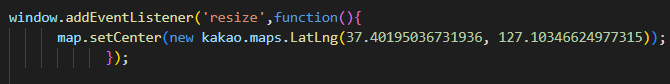 window.addEventListener('resize',function(){
map.setCenter(new kakao.maps.LatLng(37.40195036731936, 127.10346624977315));
});